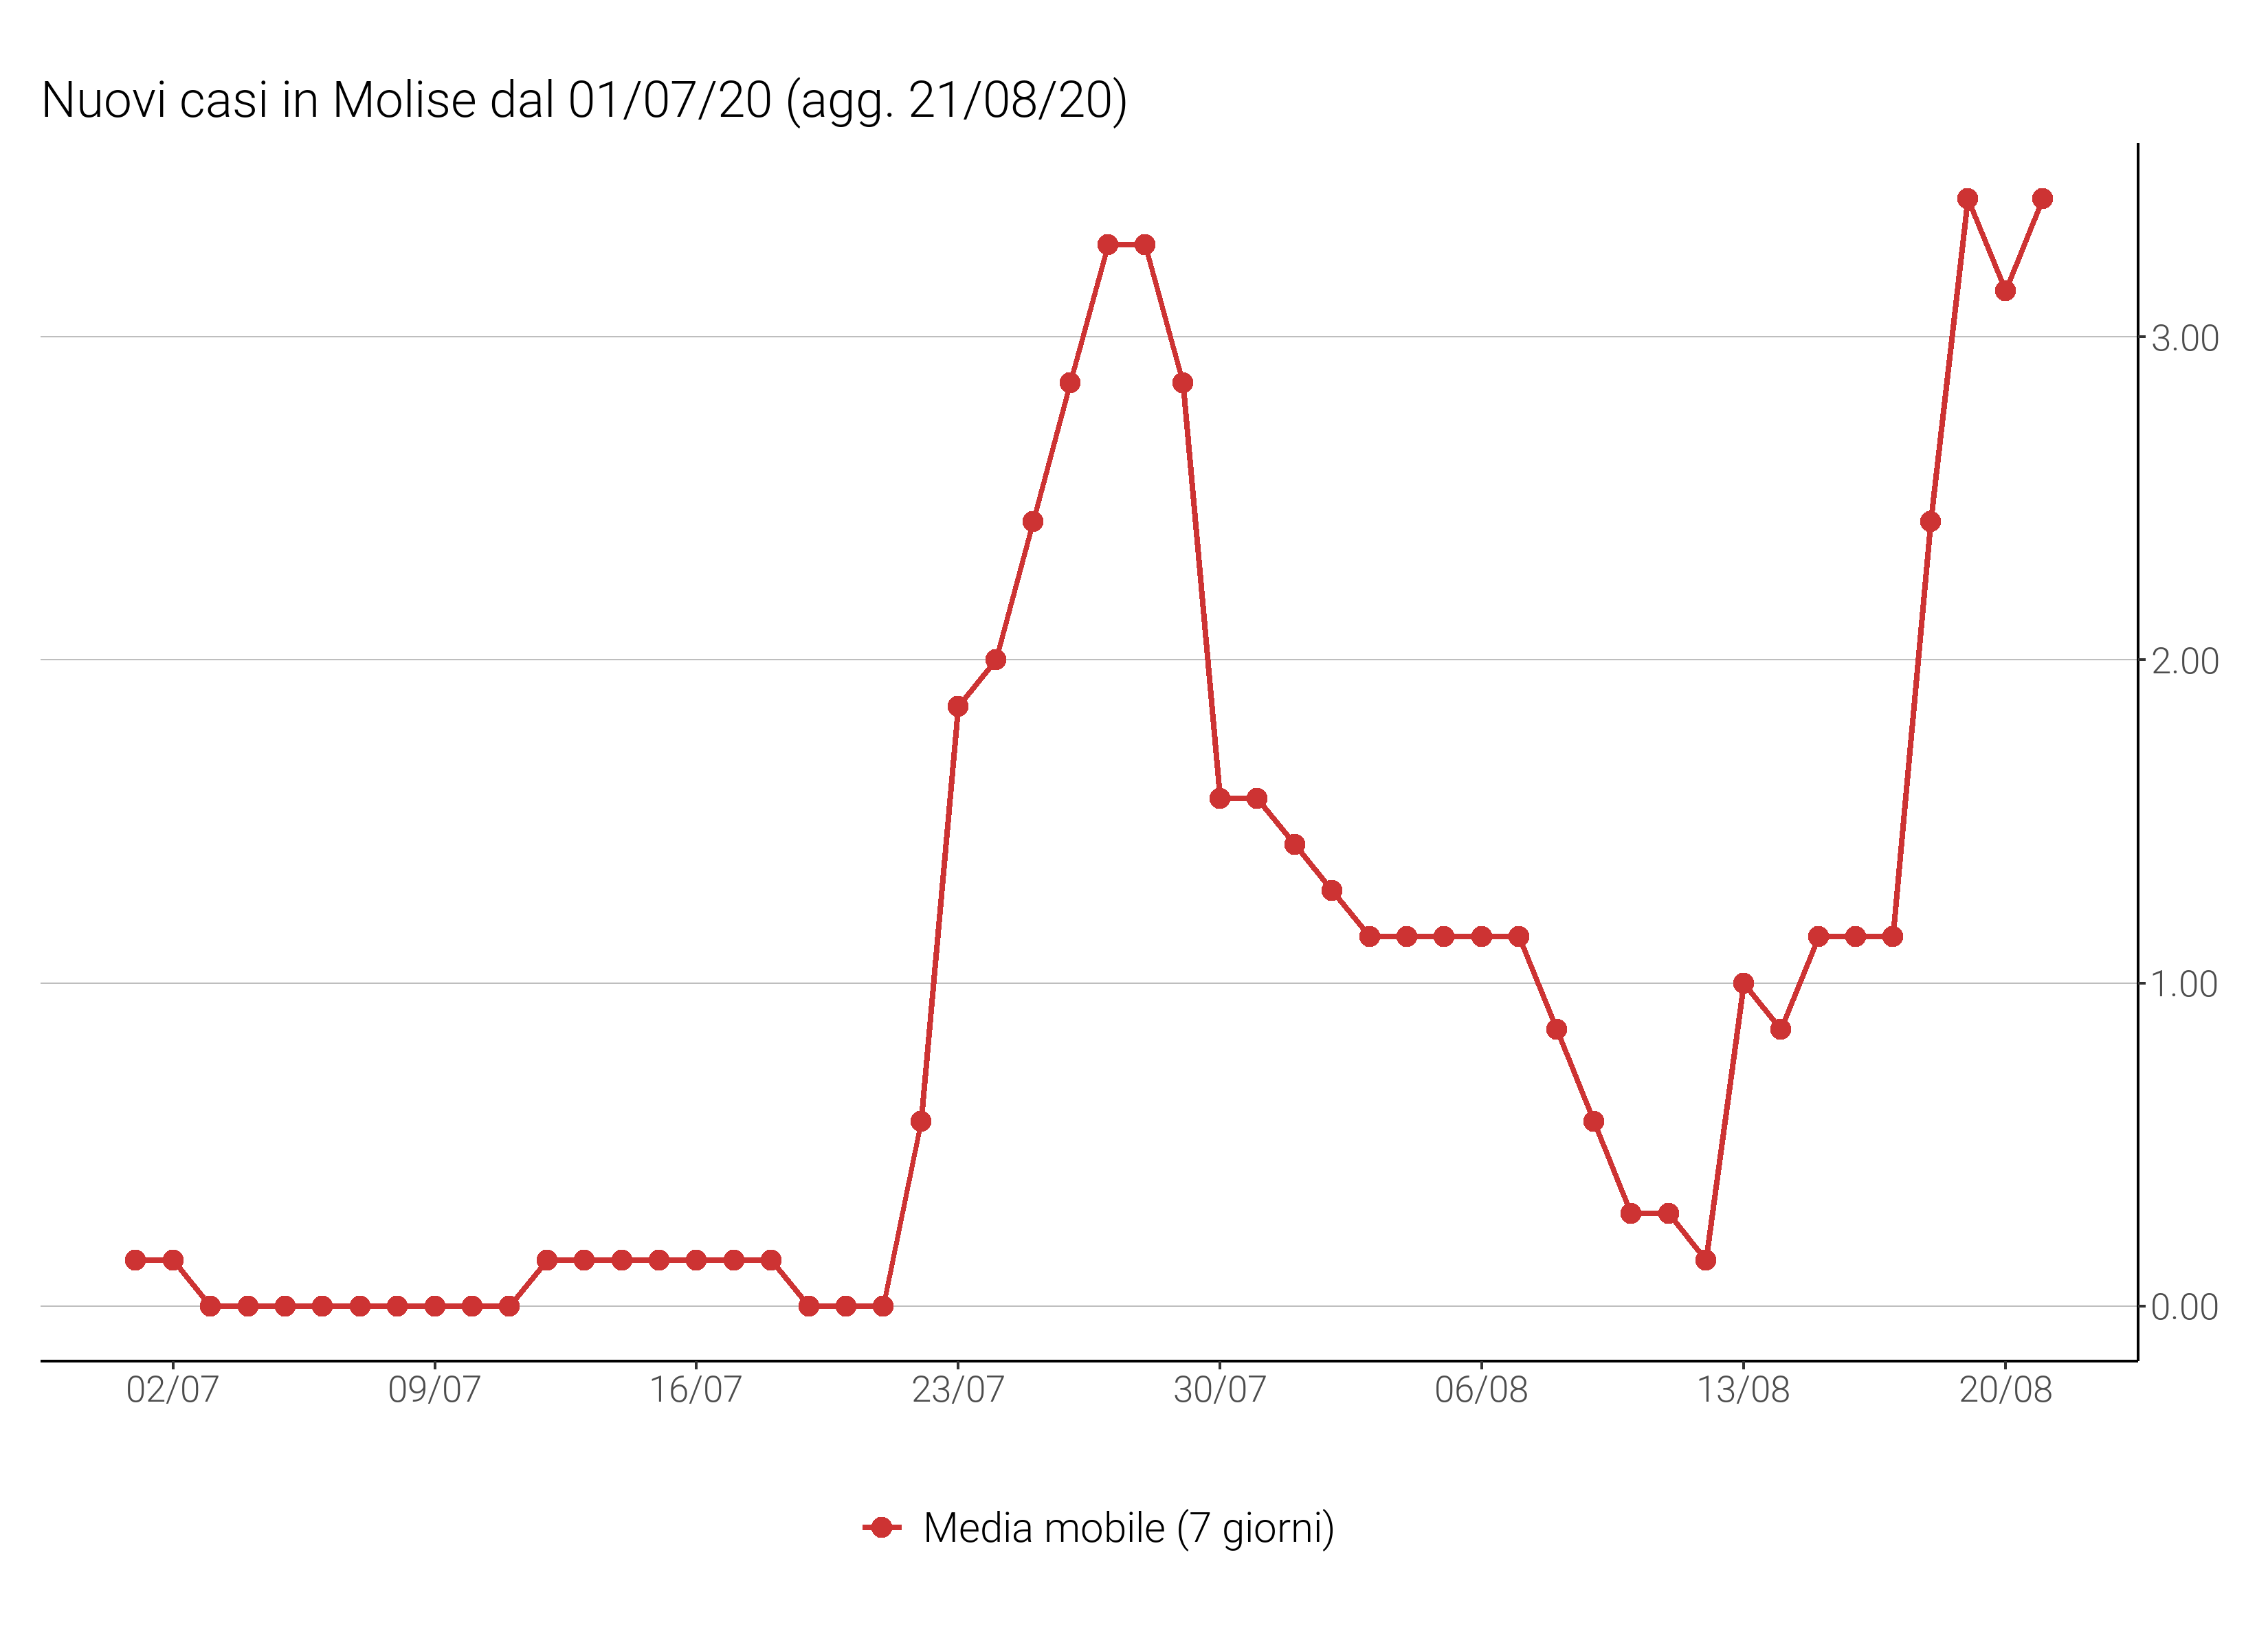 Nuovi casi in Molise dal 01/07/20 (agg. 21/08/20)
3.00
2.00
1.00
0.00
02/07 09/07 16/07 23/07 30/07 06/08 13/08 20/08
Media mobile (7 giorni)